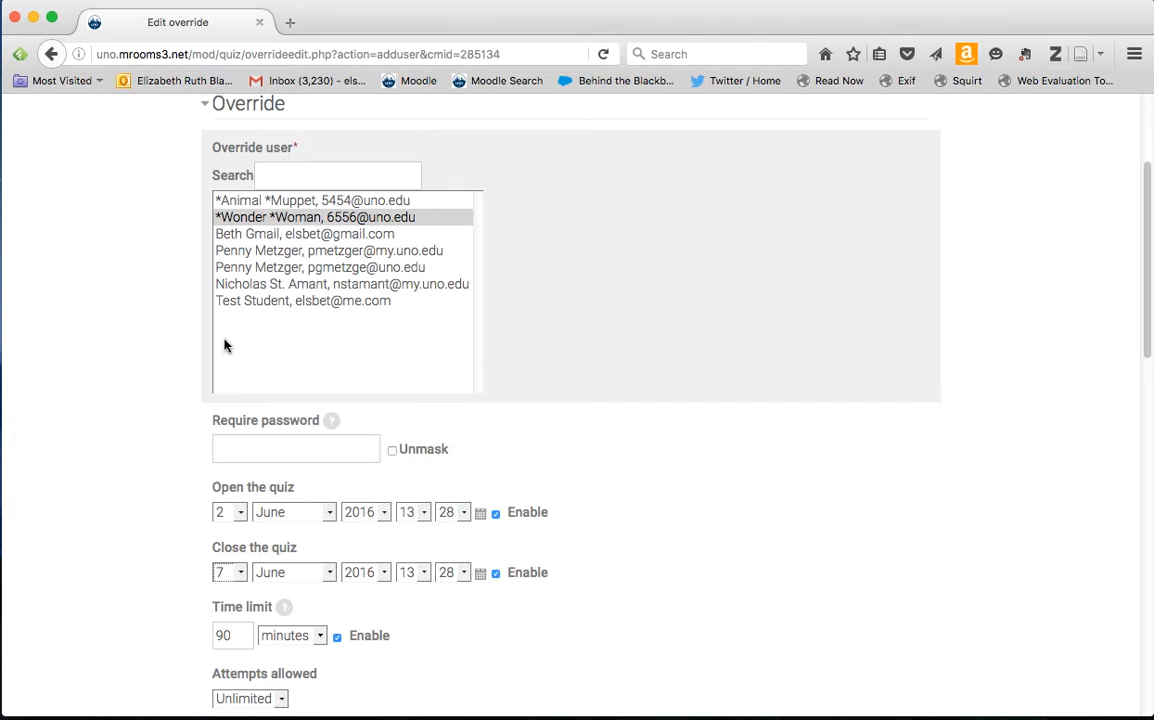 Edit override
uno.mrooms3.net/mod/quiz/overrideedit.php?action=adduser&cmid=285134
Search
Most Visited
Elizabeth Ruth Bla...
Inbox (3,230) - els...
Moodle
Moodle Search
Behind the Blackb...
Twitter / Home
Read Now
Exif
Squirt
Web Evaluation To...
Override
Override user*
Search
*Animal *Muppet, 5454@uno.edu
*Wonder *Woman, 6556@uno.edu
Beth Gmail, elsbet@gmail.com
Penny Metzger, pmetzger@my.uno.edu
Penny Metzger, pgmetzge@uno.edu
Nicholas St. Amant, nstamant@my.uno.edu
Test Student, elsbet@me.com
Require password ?
Unmask
Open the quiz
2 June 2016 13 28 Enable
Close the quiz
7 June 2016 13 28 Enable
Time limit ?
90 minutes Enable
Attempts allowed
Unlimited